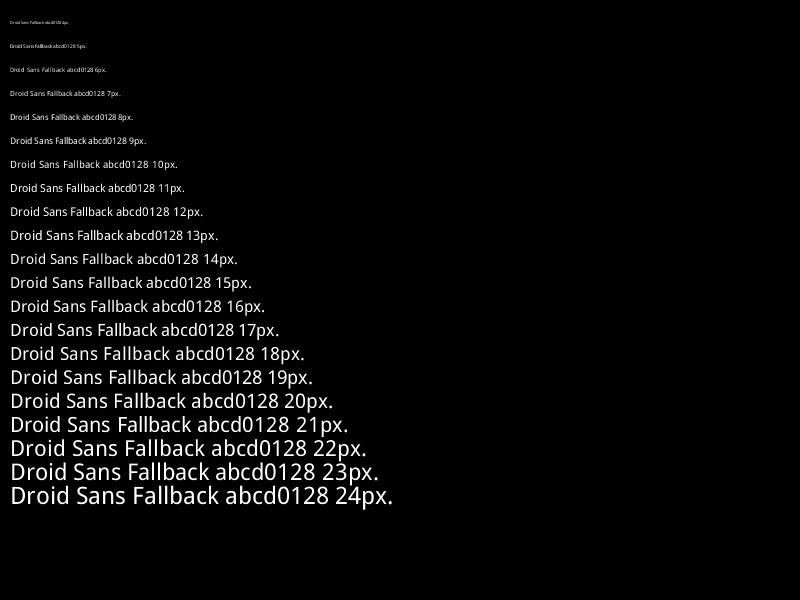 Droid Sans Fallback abcd0128 4px.
Droid Sans Fallback abcd0128 5px.
Droid Sans Fallback abcd0128 6px.
Droid Sans Fallback abcd0128 7px.
Droid Sans Fallback abcd0128 8px.
Droid Sans Fallback abcd0128 9px.
Droid Sans Fallback abcd0128 10px.
Droid Sans Fallback abcd0128 11px.
Droid Sans Fallback abcd0128 12px.
Droid Sans Fallback abcd0128 13px.
Droid Sans Fallback abcd0128 14px.
Droid Sans Fallback abcd0128 15px.
Droid Sans Fallback abcd0128 16px.
Droid Sans Fallback abcd0128 17px.
Droid Sans Fallback abcd0128 18px.
Droid Sans Fallback abcd0128 19px.
Droid Sans Fallback abcd0128 20px.
Droid Sans Fallback abcd0128 21px.
Droid Sans Fallback abcd0128 22px.
Droid Sans Fallback abcd0128 23px.
Droid Sans Fallback abcd0128 24px.